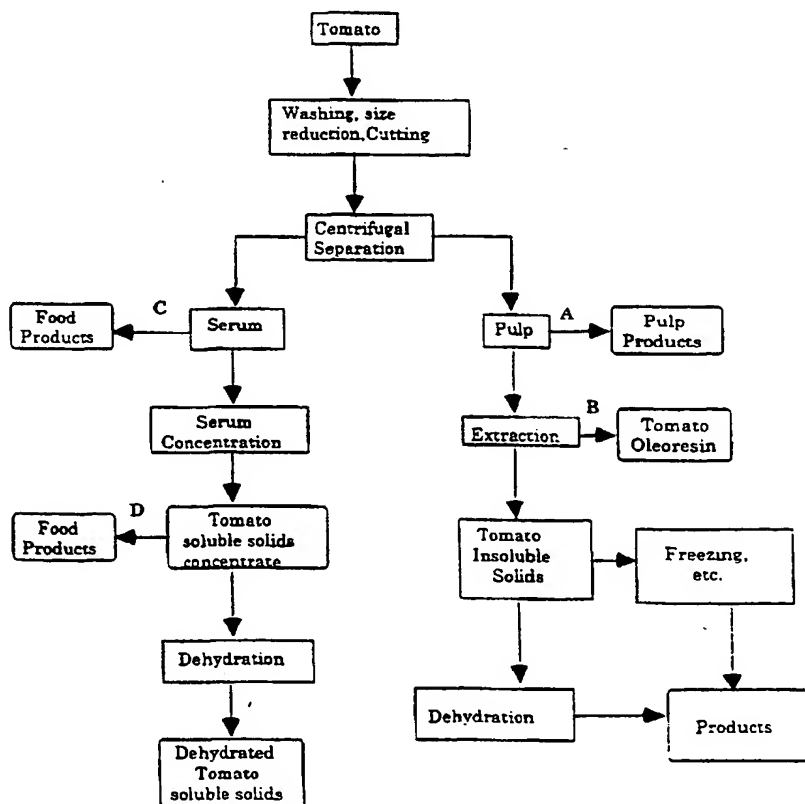 Tomato
Washing, size
reduction,Cutting
Centrifugal
Separation
C
Food
Products
Serum
Pulp
A
Pulp
Products
Serum
Concentration
Extraction
B
Tomato
Oleoresin
D
Food
Products
Tomato
soluble solids
concentrate
Tomato
Insoluble
Solids
Freezing,
etc.
Dehydration
Dehydration
Products
Dehydrated
Tomato
soluble solids